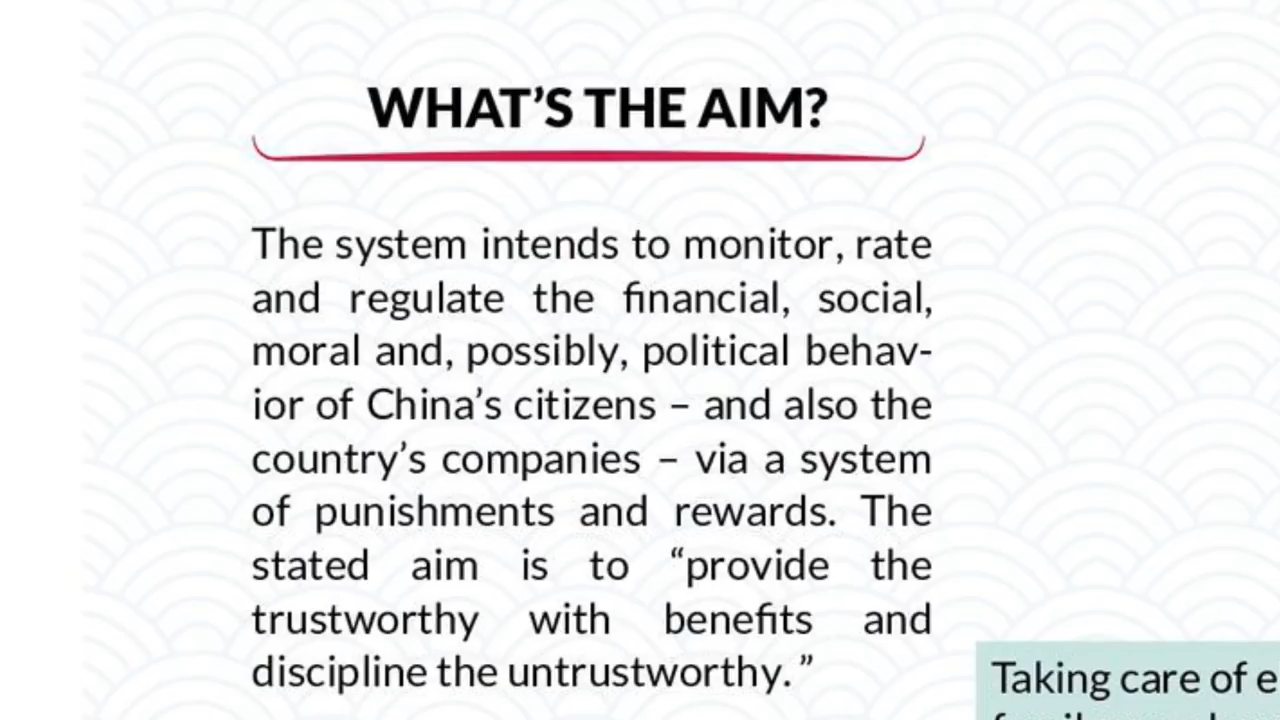 WHAT’S THE AIM?
The system intends to monitor, rate
and regulate the financial, social,
moral and, possibly, political behav-
ior of China’s citizens – and also the
country’s companies – via a system
of punishments and rewards. The
stated aim is to “provide the
trustworthy with benefits and
discipline the untrustworthy.”
Taking care of e